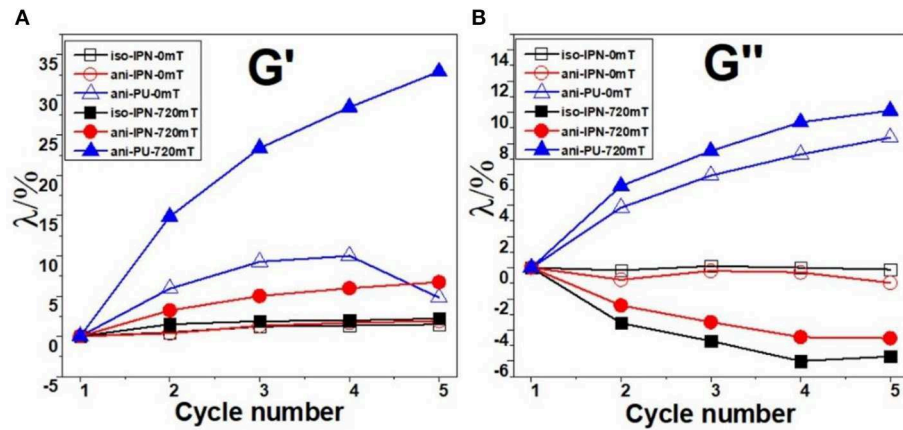 A
G'
iso-IPN-0mT
ani-IPN-0mT
ani-PU-0mT
iso-IPN-720mT
ani-IPN-720mT
ani-PU-720mT
λ/%
35
30
25
20
15
10
5
0
-5
1 2 3 4 5
Cycle number
B
G"
iso-IPN-0mT
ani-IPN-0mT
ani-PU-0mT
iso-IPN-720mT
ani-IPN-720mT
ani-PU-720mT
λ/%
14
12
10
8
6
4
2
0
-2
-4
-6
1 2 3 4 5
Cycle number